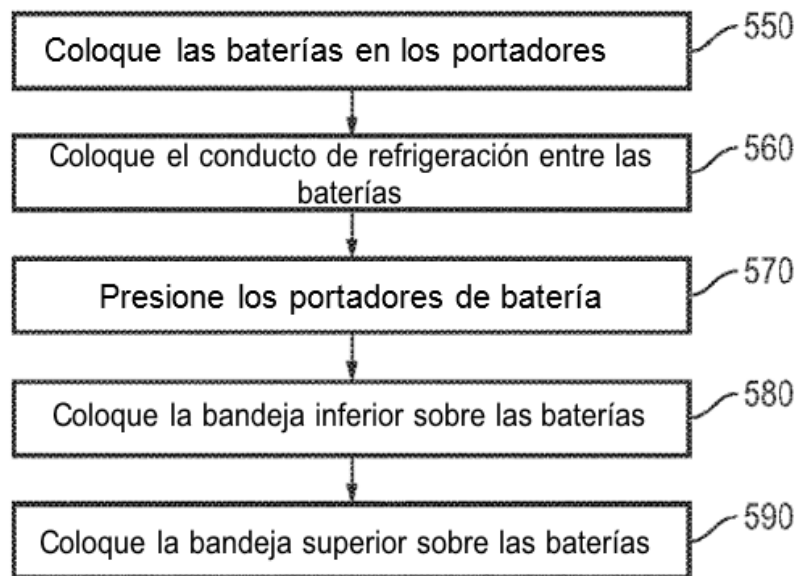 Coloque las baterías en los portadores
550
Coloque el conducto de refrigeración entre las
baterías
560
Presione los portadores de batería
570
Coloque la bandeja inferior sobre las baterías
580
Coloque la bandeja superior sobre las baterías
590